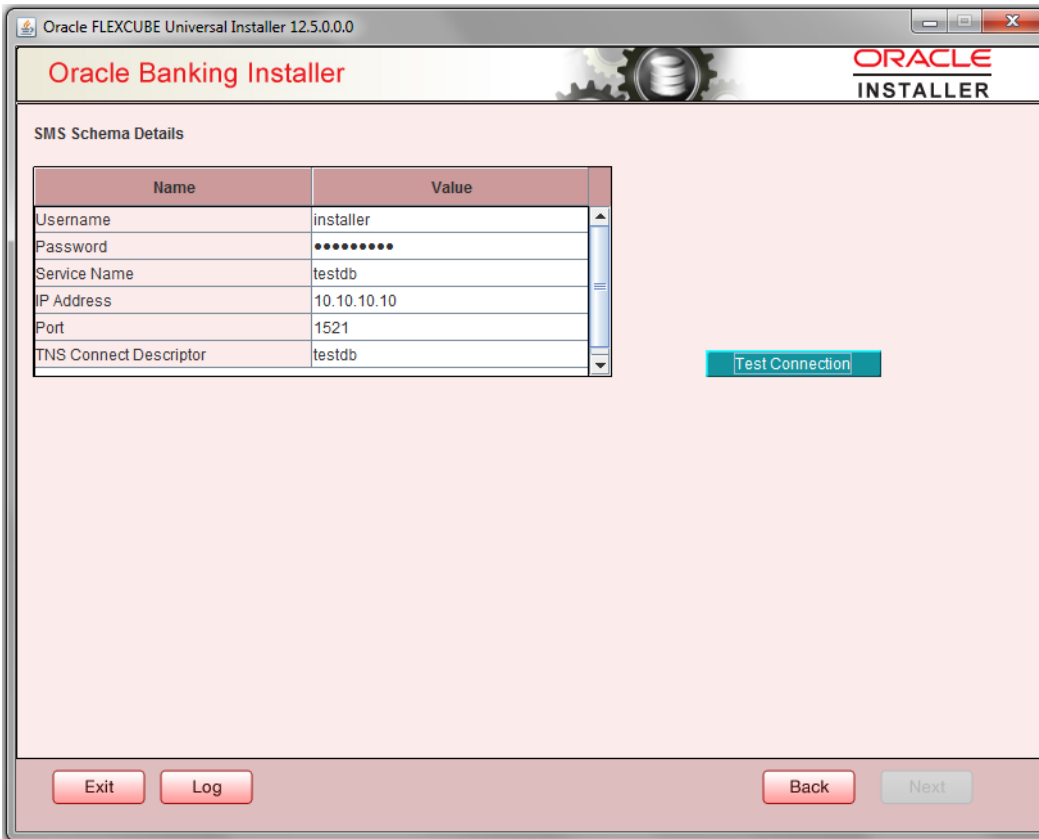 Oracle FLEXCUBE Universal Installer 12.5.0.0.0
Oracle Banking Installer
ORACLE
INSTALLER
SMS Schema Details
Name Value
Username installer
Password •••••••••
Service Name testdb
IP Address 10.10.10.10
Port 1521
TNS Connect Descriptor testdb
Test Connection
Exit Log Back Next